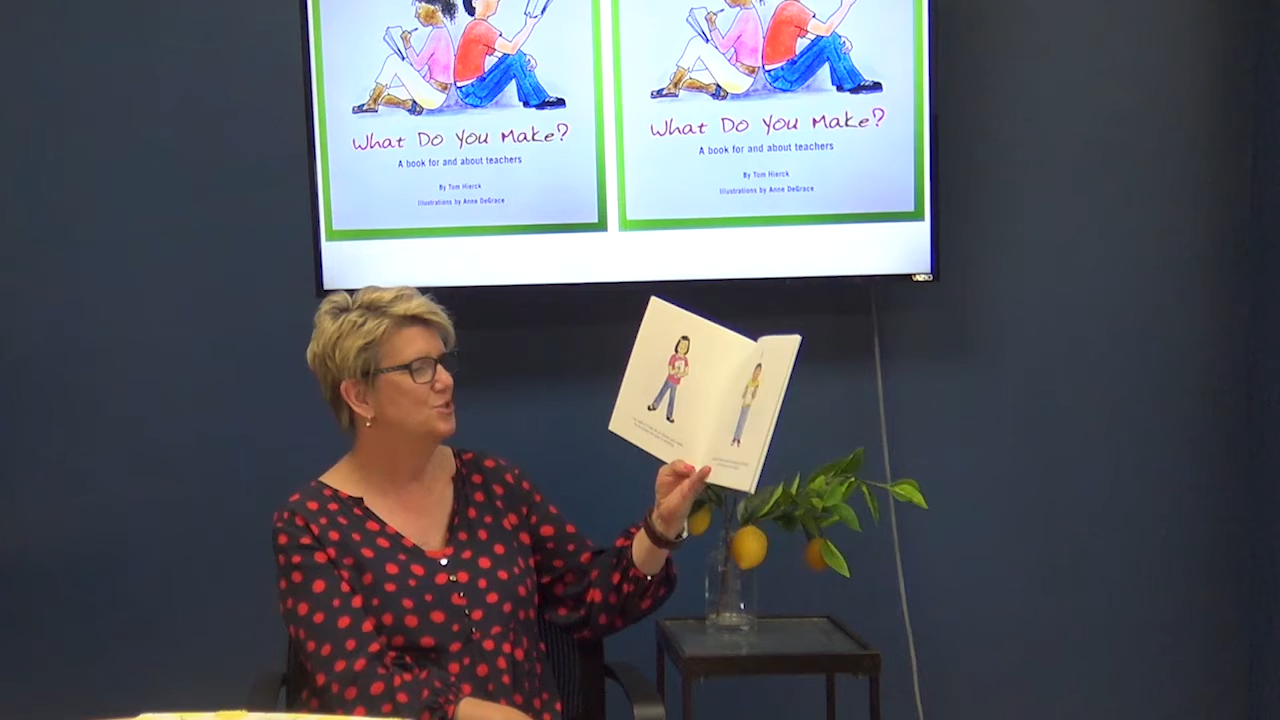 What Do You Make?
A book for and about teachers
By Tom Hierck
Illustrations by Anne DeGrace
What Do You Make?
A book for and about teachers
By Tom Hierck
Illustrations by Anne DeGrace
VIZIO